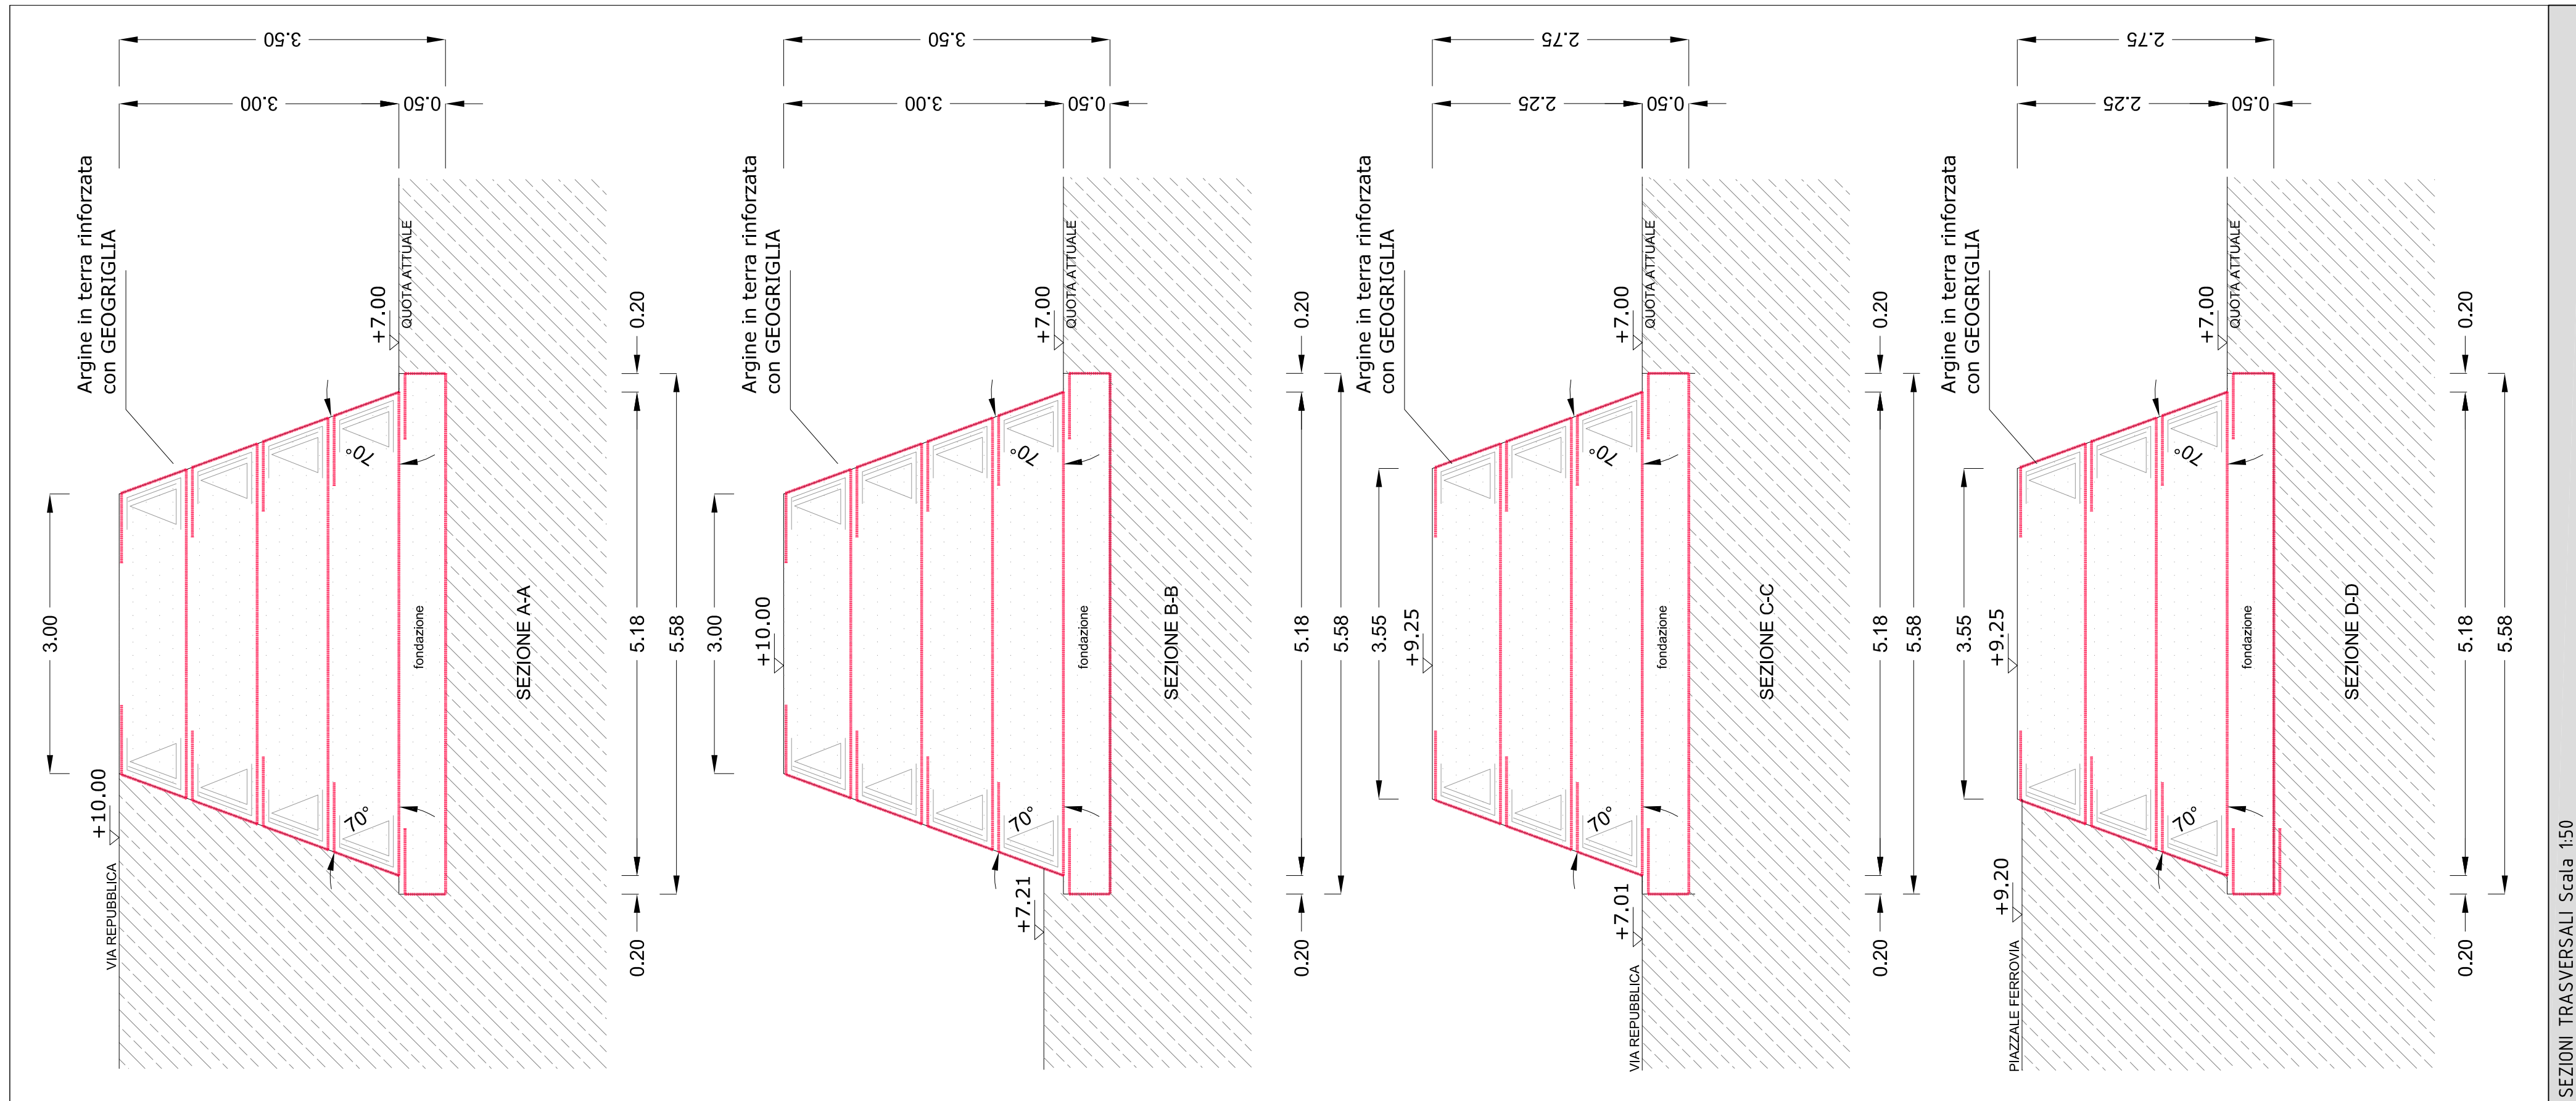 3.50
3.00
0.50
Argine in terra rinforzata
con GEOGRIGLIA
+7.00
QUOTA ATTUALE
0.20
70°
3.00
fondazione
SEZIONE A-A
5.18
5.58
+10.00
VIA REPUBBLICA
70°
0.20
3.50
3.00
0.50
Argine in terra rinforzata
con GEOGRIGLIA
+7.00
QUOTA ATTUALE
0.20
70°
3.00
+10.00
fondazione
SEZIONE B-B
5.18
5.58
70°
+7.21
0.20
2.75
2.25
0.50
Argine in terra rinforzata
con GEOGRIGLIA
+7.00
QUOTA ATTUALE
0.20
70°
3.55
+9.25
fondazione
SEZIONE C-C
5.18
5.58
70°
+7.01
VIA REPUBBLICA
0.20
2.75
2.25
0.50
Argine in terra rinforzata
con GEOGRIGLIA
+7.00
QUOTA ATTUALE
0.20
70°
3.55
+9.25
fondazione
SEZIONE D-D
5.18
5.58
70°
+9.20
PIAZZALE FERROVIA
0.20
SEZIONI TRASVERSALI Scala 1:50